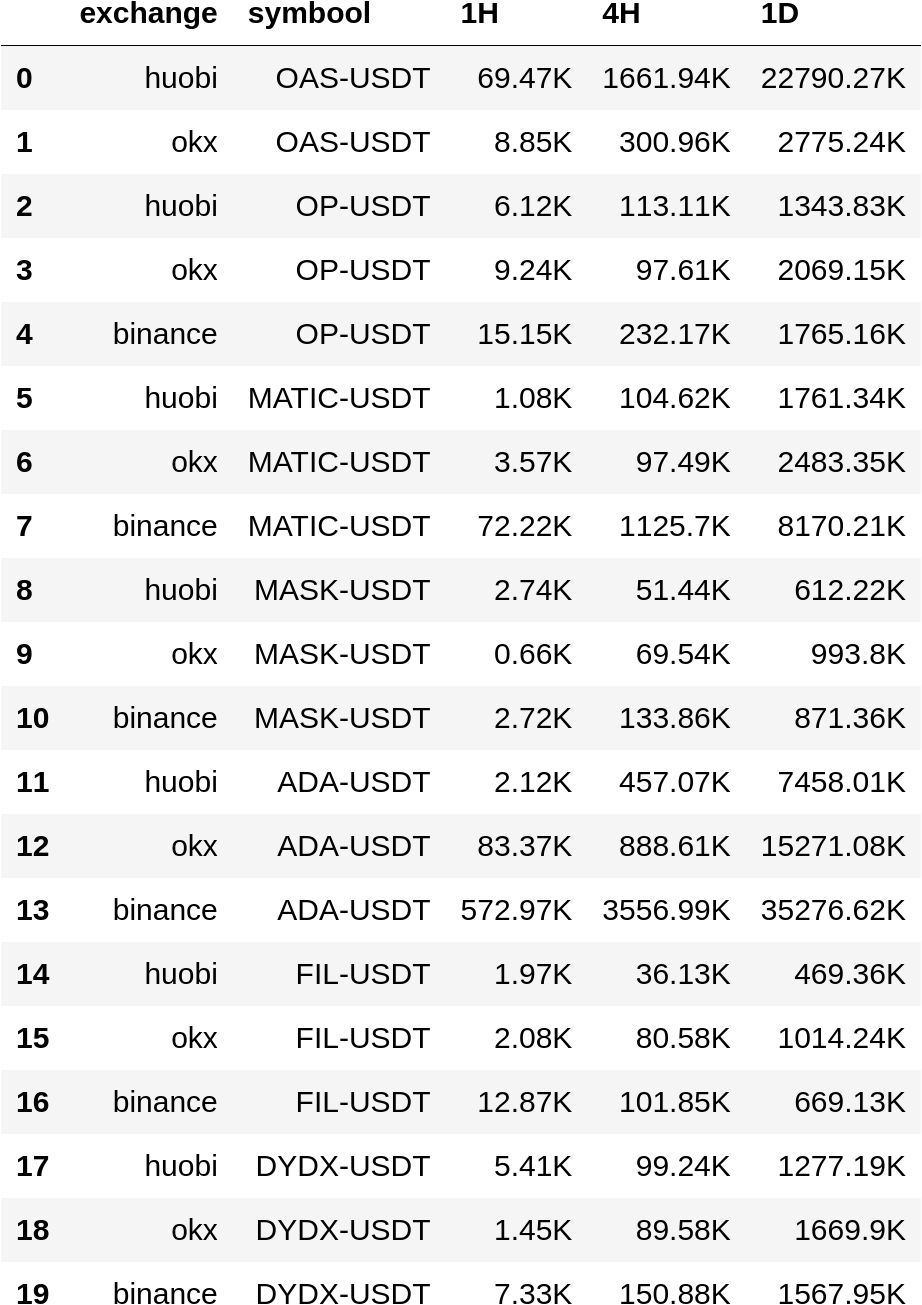 exchange symbool 1H 4H 1D
0 huobi OAS-USDT 69.47K 1661.94K 22790.27K
1 okx OAS-USDT 8.85K 300.96K 2775.24K
2 huobi OP-USDT 6.12K 113.11K 1343.83K
3 okx OP-USDT 9.24K 97.61K 2069.15K
4 binance OP-USDT 15.15K 232.17K 1765.16K
5 huobi MATIC-USDT 1.08K 104.62K 1761.34K
6 okx MATIC-USDT 3.57K 97.49K 2483.35K
7 binance MATIC-USDT 72.22K 1125.7K 8170.21K
8 huobi MASK-USDT 2.74K 51.44K 612.22K
9 okx MASK-USDT 0.66K 69.54K 993.8K
10 binance MASK-USDT 2.72K 133.86K 871.36K
11 huobi ADA-USDT 2.12K 457.07K 7458.01K
12 okx ADA-USDT 83.37K 888.61K 15271.08K
13 binance ADA-USDT 572.97K 3556.99K 35276.62K
14 huobi FIL-USDT 1.97K 36.13K 469.36K
15 okx FIL-USDT 2.08K 80.58K 1014.24K
16 binance FIL-USDT 12.87K 101.85K 669.13K
17 huobi DYDX-USDT 5.41K 99.24K 1277.19K
18 okx DYDX-USDT 1.45K 89.58K 1669.9K
19 binance DYDX-USDT 7.33K 150.88K 1567.95K